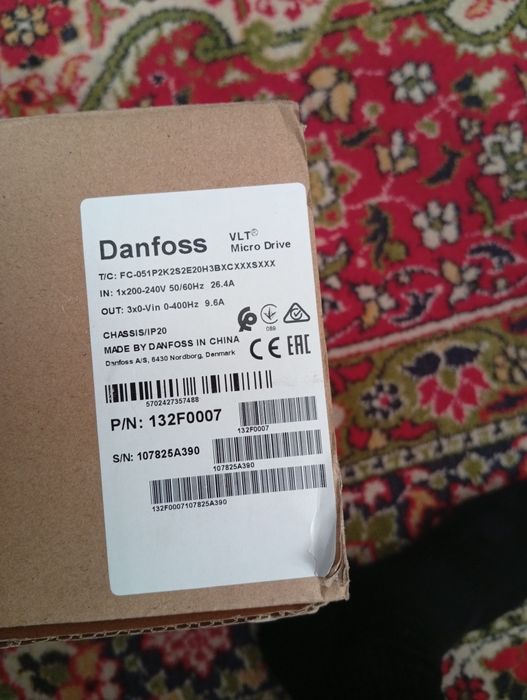 Danfoss
VLT®
Micro Drive
T/C: FC-051P2K2S2E20H3BXCXXXSXXX
IN: 1x200-240V 50/60Hz 26.4A
OUT: 3x0-Vin 0-400Hz 9.6A
CHASSIS/IP20
MADE BY DANFOSS IN CHINA
Danfoss A/S, 6430 Nordborg, Denmark
089
CE EAC
5702427357488
P/N: 132F0007
132F0007
S/N: 107825A390
107825A390
132F0007107825A390